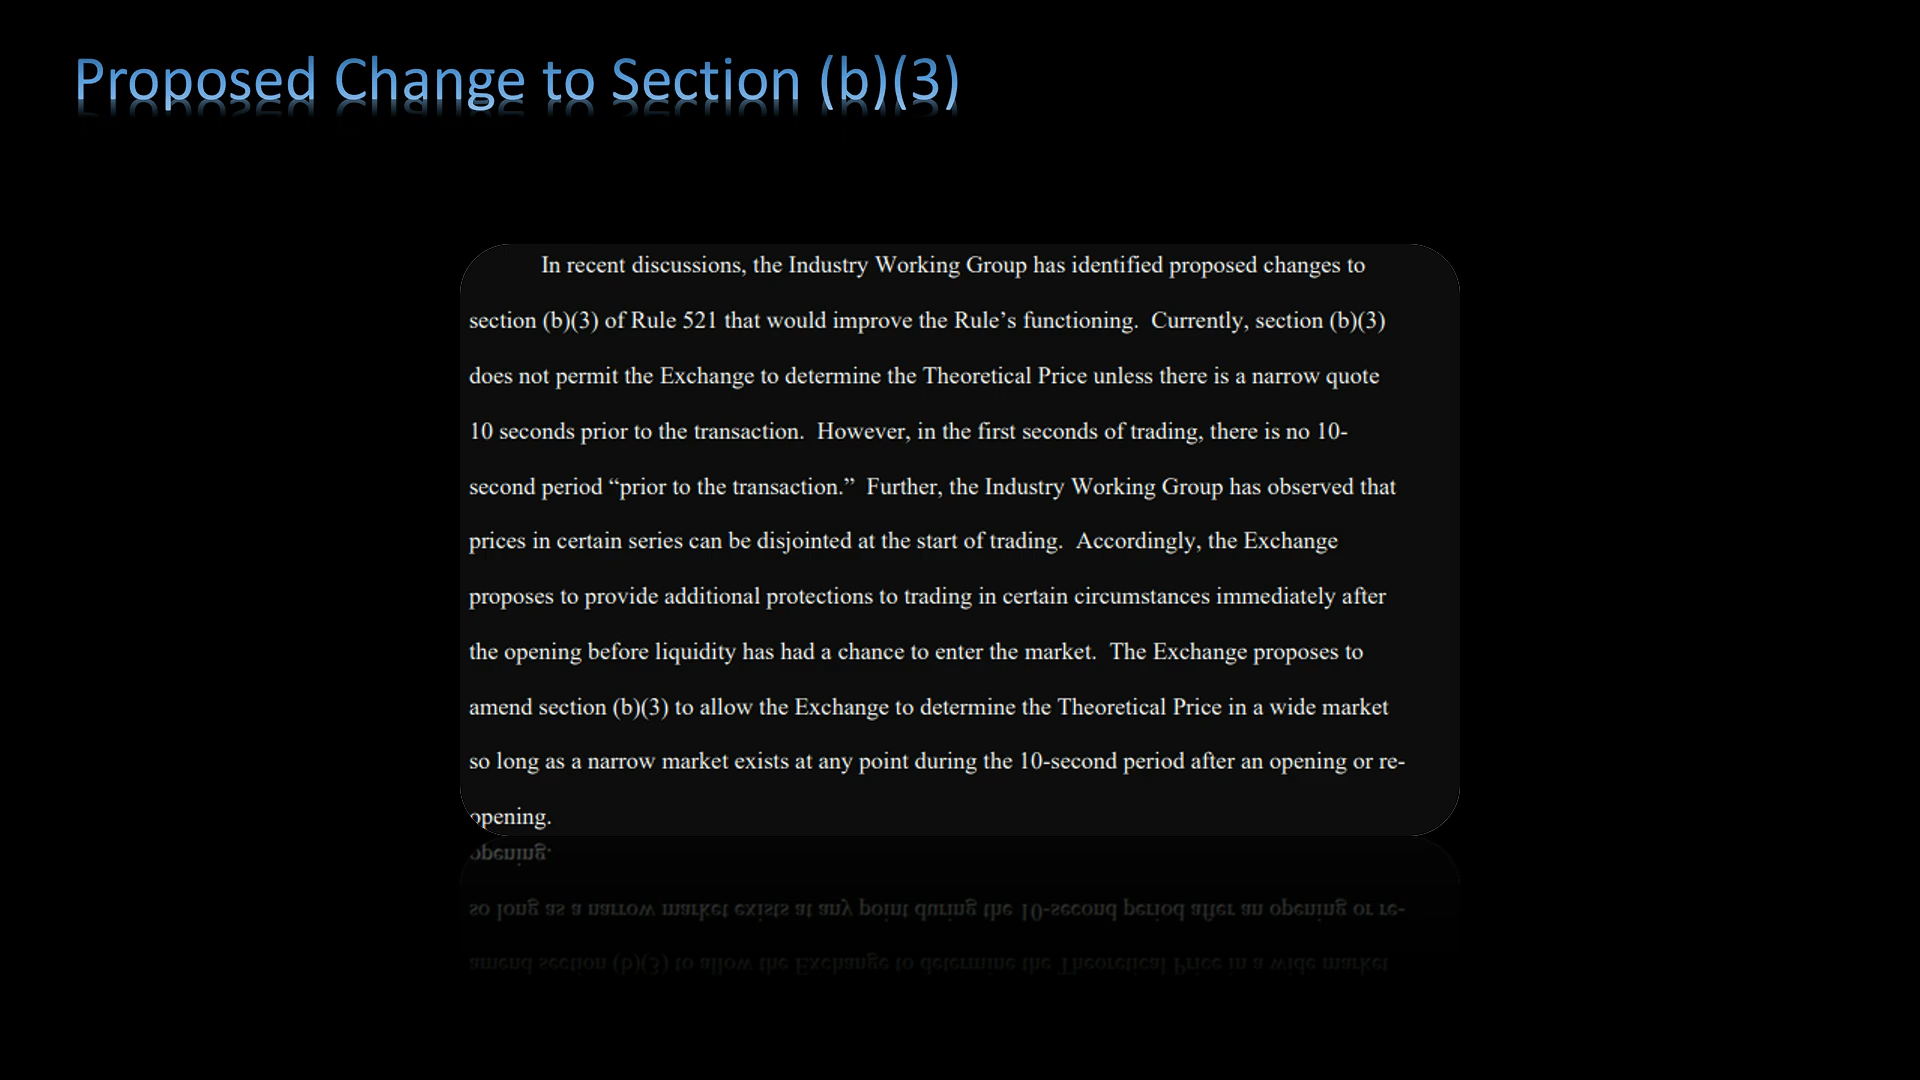 Proposed Change to Section (b)(3)
In recent discussions, the Industry Working Group has identified proposed changes to
section (b)(3) of Rule 521 that would improve the Rule’s functioning.  Currently, section (b)(3)
does not permit the Exchange to determine the Theoretical Price unless there is a narrow quote
10 seconds prior to the transaction.  However, in the first seconds of trading, there is no 10-
second period “prior to the transaction.”  Further, the Industry Working Group has observed that
prices in certain series can be disjointed at the start of trading.  Accordingly, the Exchange
proposes to provide additional protections to trading in certain circumstances immediately after
the opening before liquidity has had a chance to enter the market.  The Exchange proposes to
amend section (b)(3) to allow the Exchange to determine the Theoretical Price in a wide market
so long as a narrow market exists at any point during the 10-second period after an opening or re-
opening.